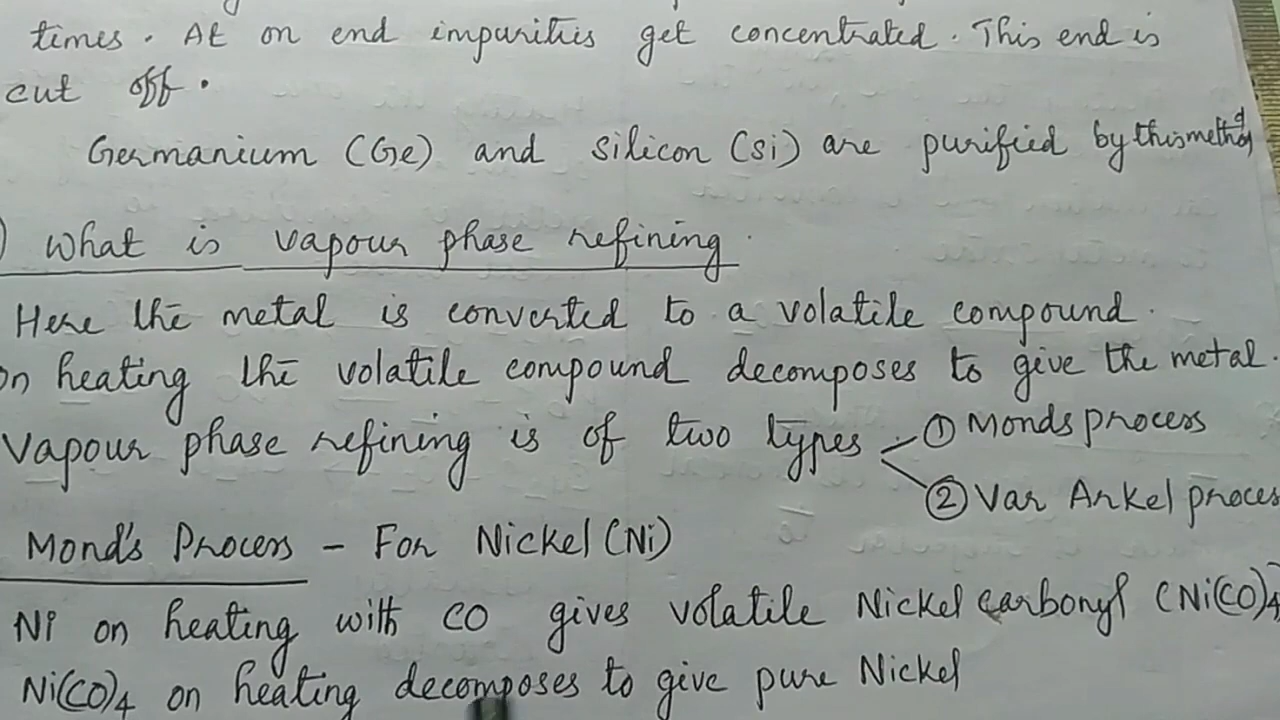 times. At on end impurities get concentrated. This end is
cut off.
Germanium (Ge) and silicon (si) are purified by this method
) What is vapour phase refining.
Here the metal is converted to a volatile compound.
on heating the volatile compound decomposes to give the metal.
Vapour phase refining is of two types ① Monds process
② Var Arkel proces
Mond's Process - For Nickel (Ni)
Ni on heating with CO gives volatile Nickel carbonyl (Ni(CO)4
Ni(CO)4 on heating decomposes to give pure Nickel